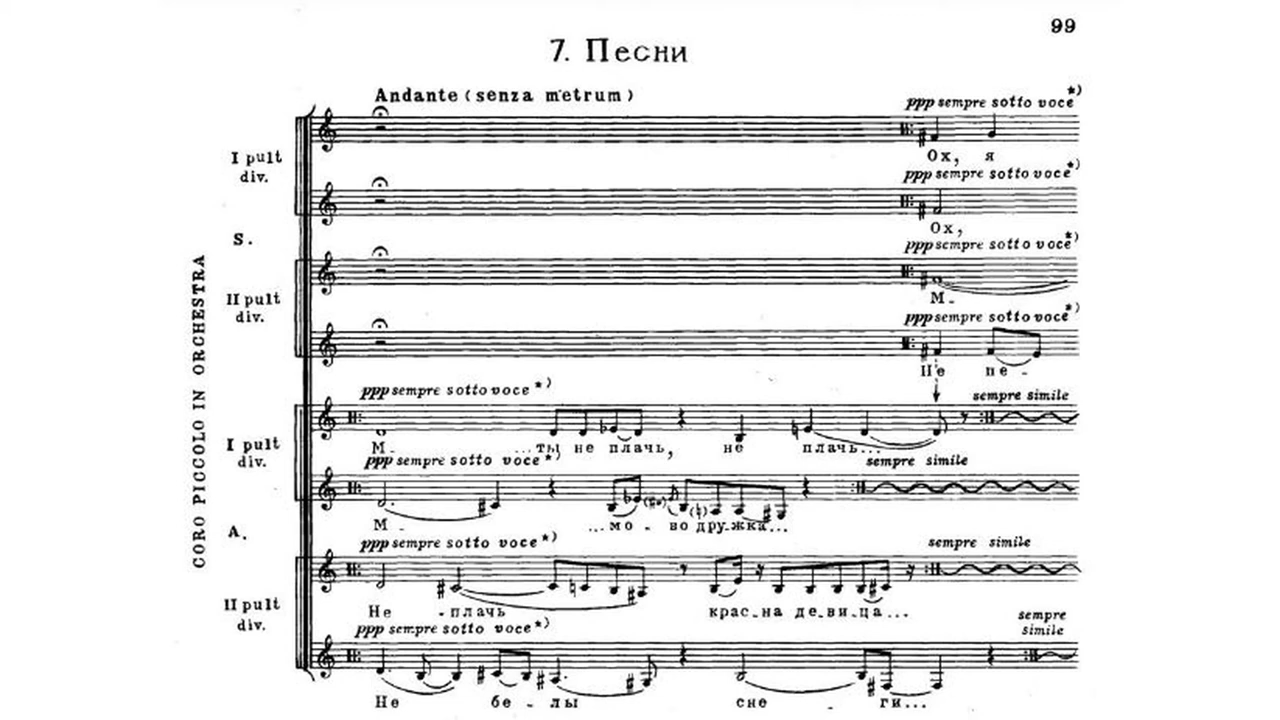 99
7. Песни
Andante (senza metrum)
CORO PICCOLO IN ORCHESTRA
S.
I pult
div.
ppp sempre sotto voce *)
Ох, я
ppp sempre sotto voce *)
Ох,
II pult
div.
ppp sempre sotto voce *)
М -
ppp sempre sotto voce *)
Не пе -
A.
I pult
div.
ppp sempre sotto voce *)
sempre simile
М - ...ты не плачь, не плачь...
ppp sempre sotto voce *)
sempre simile
М - ...мо - во дру-жка...
II pult
div.
ppp sempre sotto voce *)
sempre simile
Не - плачь крас-на де-ви-ца...
ppp sempre sotto voce *)
sempre
simile
Не бе - лы сне - ги...